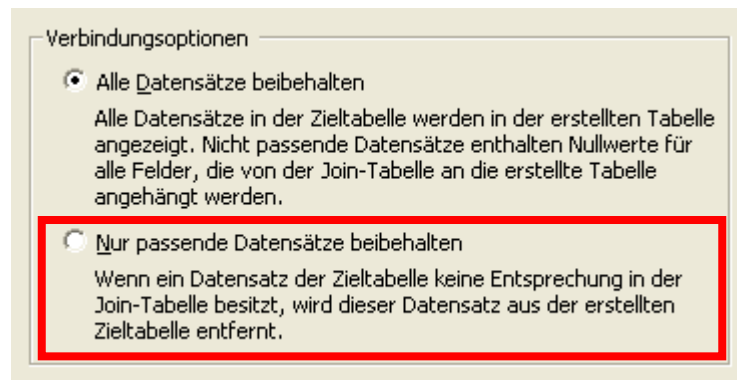 Verbindungsoptionen
Alle Datensätze beibehalten
Alle Datensätze in der Zieltabelle werden in der erstellten Tabelle
angezeigt. Nicht passende Datensätze enthalten Nullwerte für
alle Felder, die von der Join-Tabelle an die erstellte Tabelle
angehängt werden.
Nur passende Datensätze beibehalten
Wenn ein Datensatz der Zieltabelle keine Entsprechung in der
Join-Tabelle besitzt, wird dieser Datensatz aus der erstellten
Zieltabelle entfernt.